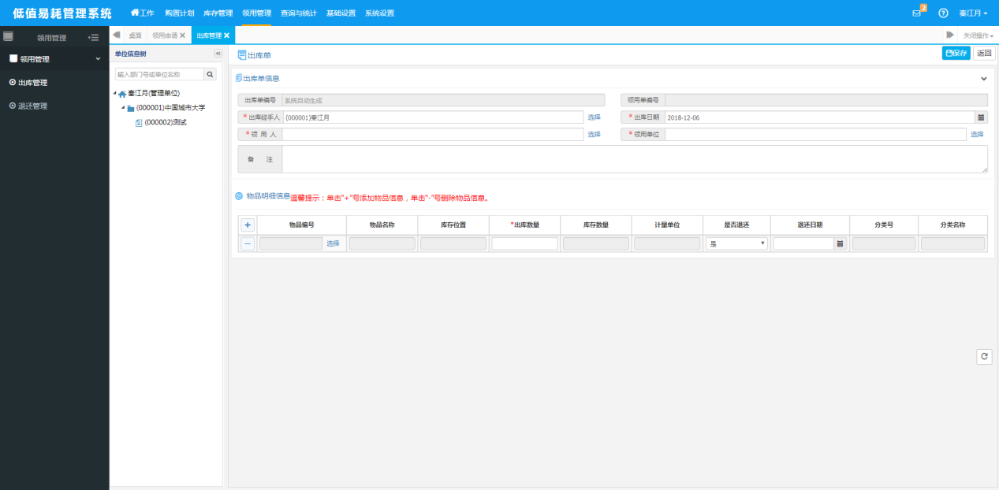 低值易耗管理系统 工作 购置计划 库存管理 领用管理 查询与统计 基础设置 系统设置 2 秦江月
领用管理 桌面 领用申请 出库管理 关闭操作
领用管理
出库管理
退还管理
单位信息树
输入部门号或单位名称
秦江月(管理单位)
(000001)中国城市大学
(000002)测试
出库单 保存 返回
出库单信息
出库单编号 系统自动生成 领用单编号
*出库经手人 (000001)秦江月 选择 *出库日期 2018-12-06
*领 用 人 选择 *领用单位 选择
备 注
物品明细信息温馨提示：单击“+”号添加物品信息，单击“-”号删除物品信息。
+ 物品编号 物品名称 库存位置 *出库数量 库存数量 计量单位 是否退还 退还日期 分类号 分类名称
- 选择 是